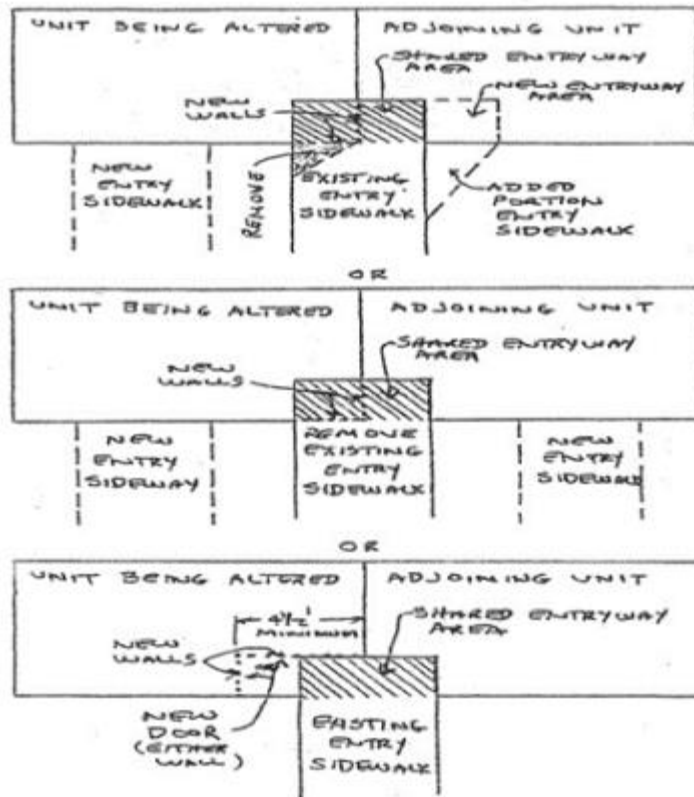 UNIT BEING ALTERED
ADJOINING UNIT
SHARED ENTRYWAY
AREA
NEW ENTRYWAY
AREA
NEW
WALLS
NEW
ENTRY
SIDEWALK
REMOVE
EXISTING
ENTRY
SIDEWALK
ADDED
PORTION
ENTRY
SIDEWALK
OR
UNIT BEING ALTERED
ADJOINING UNIT
SHARED ENTRYWAY
AREA
NEW
WALLS
NEW
ENTRY
SIDEWAY
REMOVE
EXISTING
ENTRY
SIDEWALK
NEW
ENTRY
SIDEWALK
OR
UNIT BEING ALTERED
ADJOINING UNIT
4½'
MINIMUM
SHARED ENTRYWAY
AREA
NEW
WALLS
NEW
DOOR
(EITHER
WALL)
EXISTING
ENTRY
SIDEWALK